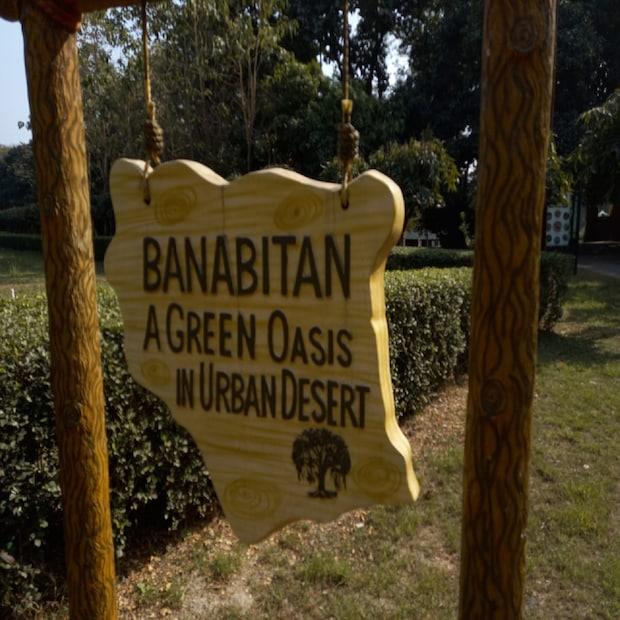 BANABITAN
A GREEN OASIS
IN URBAN DESERT